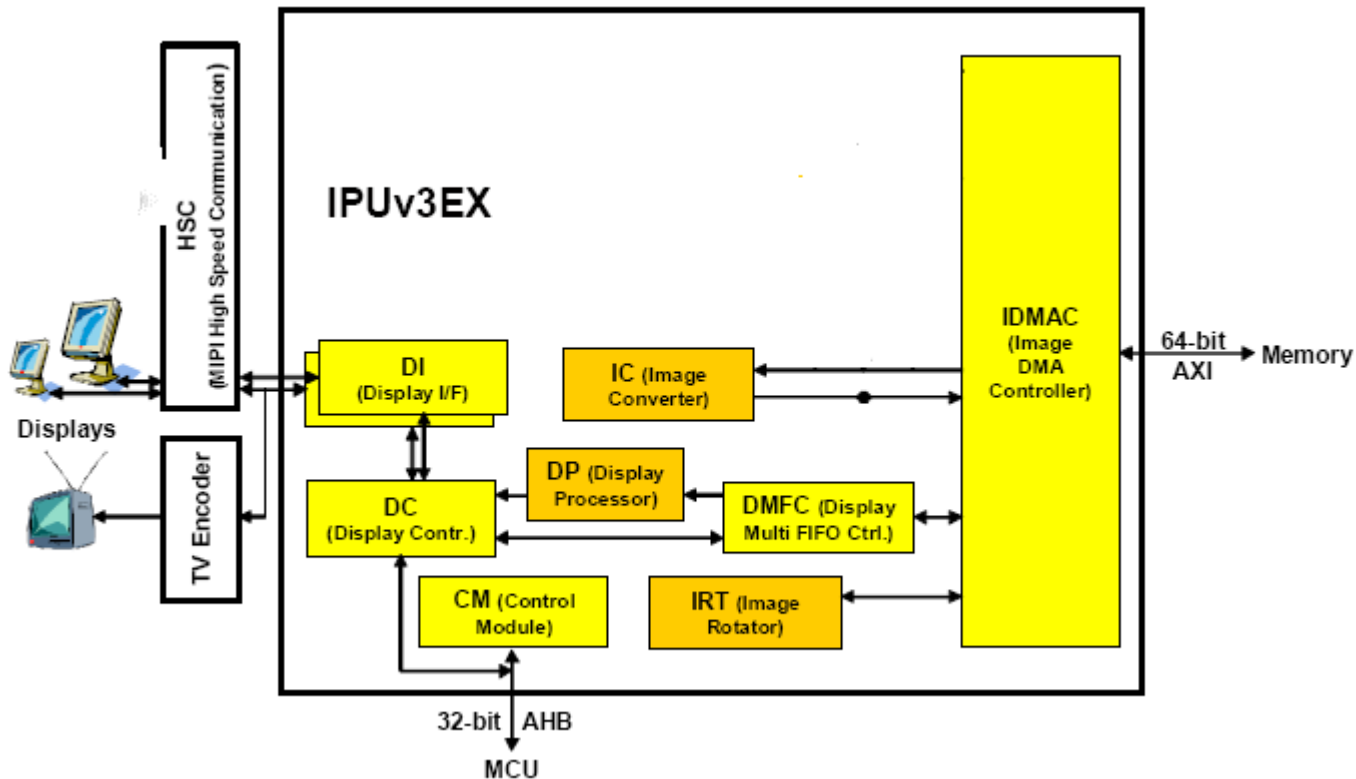 HSC
(MIPI High Speed Communication)
IPUv3EX
IDMAC
(Image
DMA
Controller)
64-bit
AXI
Memory
DI
(Display I/F)
IC (Image
Converter)
Displays
TV Encoder
DP (Display
Processor)
DC
(Display Contr.)
DMFC (Display
Multi FIFO Ctrl.)
CM (Control
Module)
IRT (Image
Rotator)
32-bit
AHB
MCU